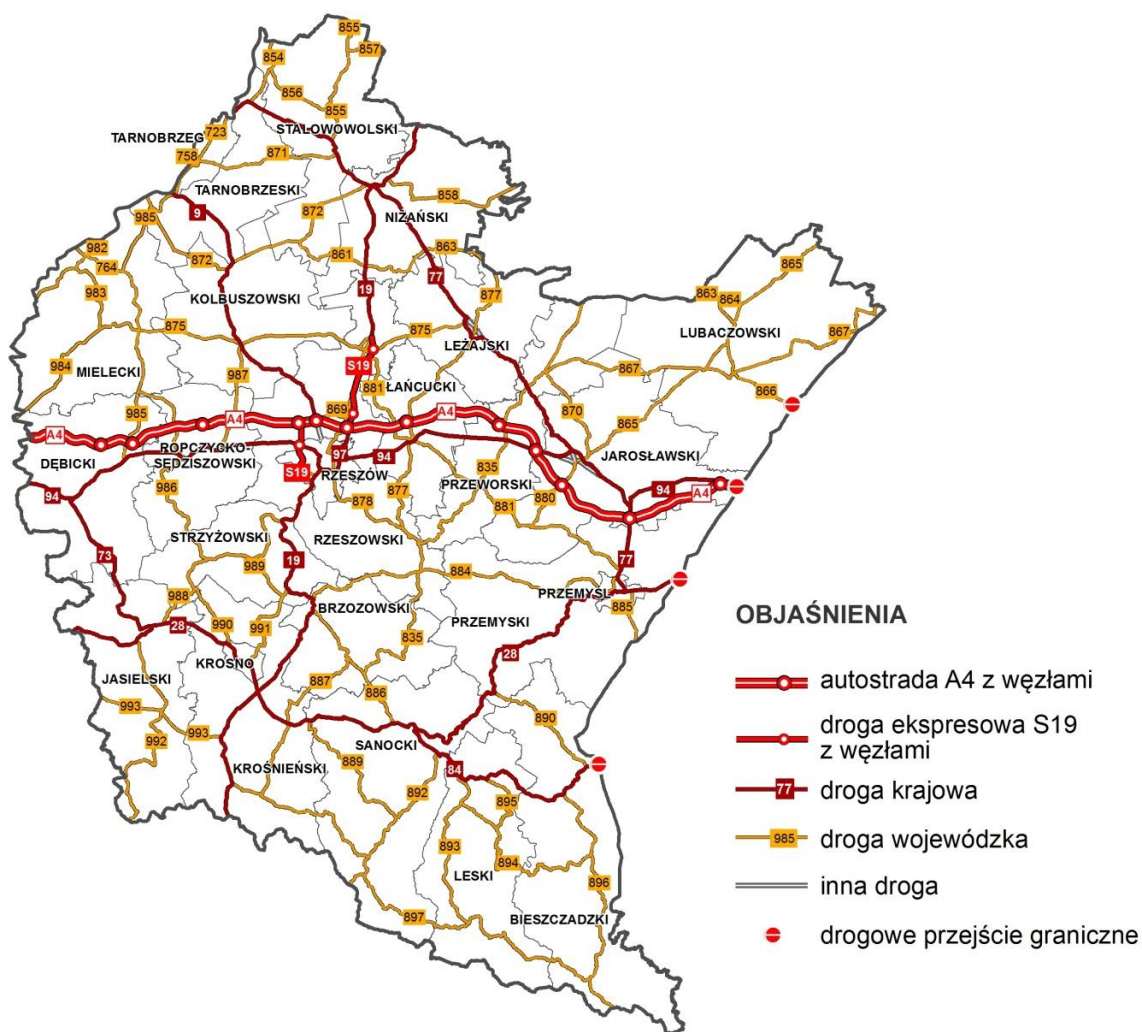 855
857
854
856
855
STALOWOWOLSKI
TARNOBRZEG
723
758
871
TARNOBRZESKI
858
9
872
NIŻAŃSKI
985
982
872
861
863
865
764
77
983
19
877
863
864
KOLBUSZOWSKI
LUBACZOWSKI
875
875
867
LEŻAJSKI
984
S19
867
MIELECKI
987
881
ŁAŃCUCKI
866
985
A4
869
A4
870
865
A4
ROPCZYCKO-
SĘDZISZOWSKI
97
94
JAROSŁAWSKI
DĘBICKI
S19
RZESZÓW
835
986
877
PRZEWORSKI
94
A4
94
878
881
880
STRZYŻOWSKI
RZESZOWSKI
73
19
77
989
884
988
BRZOZOWSKI
PRZEMYŚL
885
990
991
835
PRZEMYSKI
28
KROSNO
28
JASIELSKI
887
993
886
890
992
993
SANOCKI
KROŚNIEŃSKI
889
84
892
895
893
894
LESKI
896
897
BIESZCZADZKI
OBJAŚNIENIA
autostrada A4 z węzłami
droga ekspresowa S19
z węzłami
77 droga krajowa
985 droga wojewódzka
inna droga
drogowe przejście graniczne